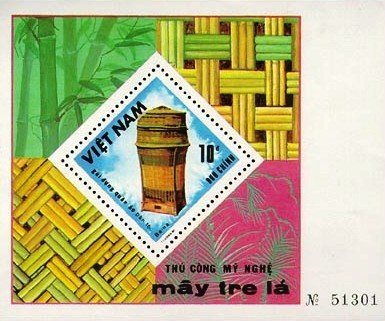 VIỆT NAM
10đ
BƯU CHÍNH
THỦ CÔNG MỸ NGHỆ
mây tre lá
№ 51301